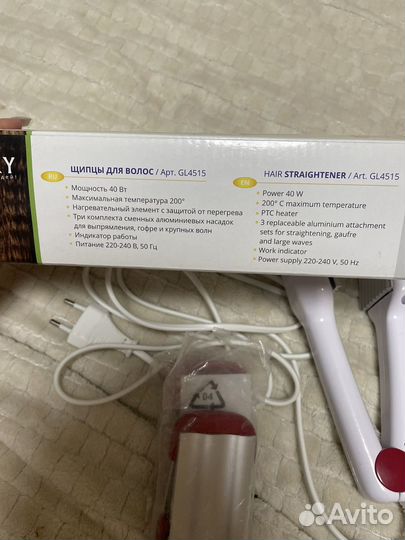 ЩИПЦЫ ДЛЯ ВОЛОС / Арт. GL4515
RU
• Мощность 40 Вт
• Максимальная температура 200°
• Нагревательный элемент с защитой от перегрева
• Три комплекта сменных алюминиевых насадок
для выпрямления, гофре и крупных волн
• Индикатор работы
• Питание 220-240 В, 50 Гц
HAIR STRAIGHTENER / Art. GL4515
EN
• Power 40 W
• 200° C maximum temperature
• PTC heater
• 3 replaceable aluminium attachment
sets for straightening, gaufre
and large waves
• Work indicator
• Power supply 220-240 V, 50 Hz
04
Avito